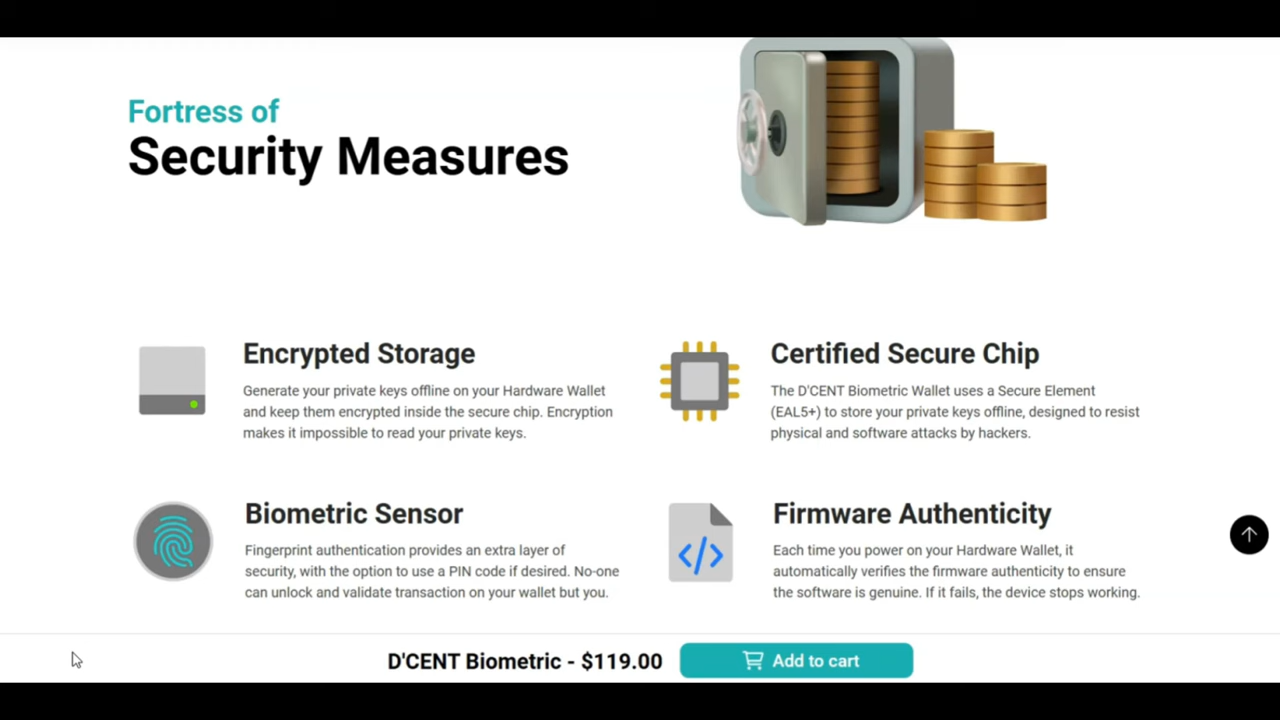 Fortress of
Security Measures
Encrypted Storage
Generate your private keys offline on your Hardware Wallet
and keep them encrypted inside the secure chip. Encryption
makes it impossible to read your private keys.
Certified Secure Chip
The D'CENT Biometric Wallet uses a Secure Element
(EAL5+) to store your private keys offline, designed to resist
physical and software attacks by hackers.
Biometric Sensor
Fingerprint authentication provides an extra layer of
security, with the option to use a PIN code if desired. No-one
can unlock and validate transaction on your wallet but you.
Firmware Authenticity
Each time you power on your Hardware Wallet, it
automatically verifies the firmware authenticity to ensure
the software is genuine. If it fails, the device stops working.
D'CENT Biometric - $119.00
Add to cart